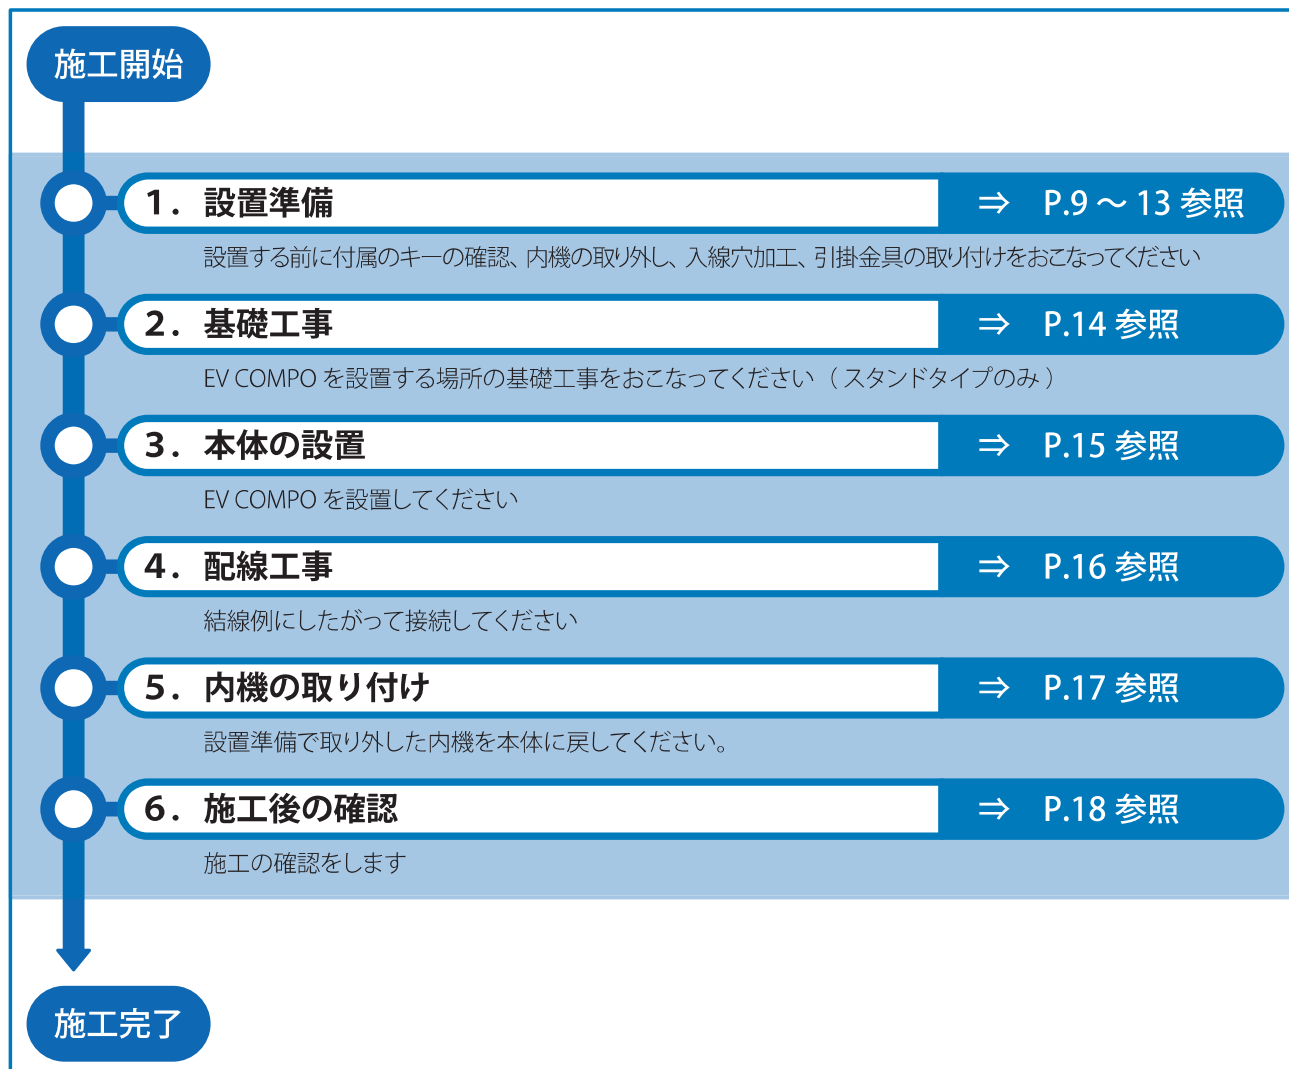 施工開始
1. 設置準備 ⇒ P.9 ～ 13 参照
設置する前に付属のキーの確認、内機の取り外し、入線穴加工、引掛金具の取り付けをおこなってください
2. 基礎工事 ⇒ P.14 参照
EV COMPO を設置する場所の基礎工事をおこなってください（ スタンドタイプのみ ）
3. 本体の設置 ⇒ P.15 参照
EV COMPO を設置してください
4. 配線工事 ⇒ P.16 参照
結線例にしたがって接続してください
5. 内機の取り付け ⇒ P.17 参照
設置準備で取り外した内機を本体に戻してください。
6. 施工後の確認 ⇒ P.18 参照
施工の確認をします
施工完了